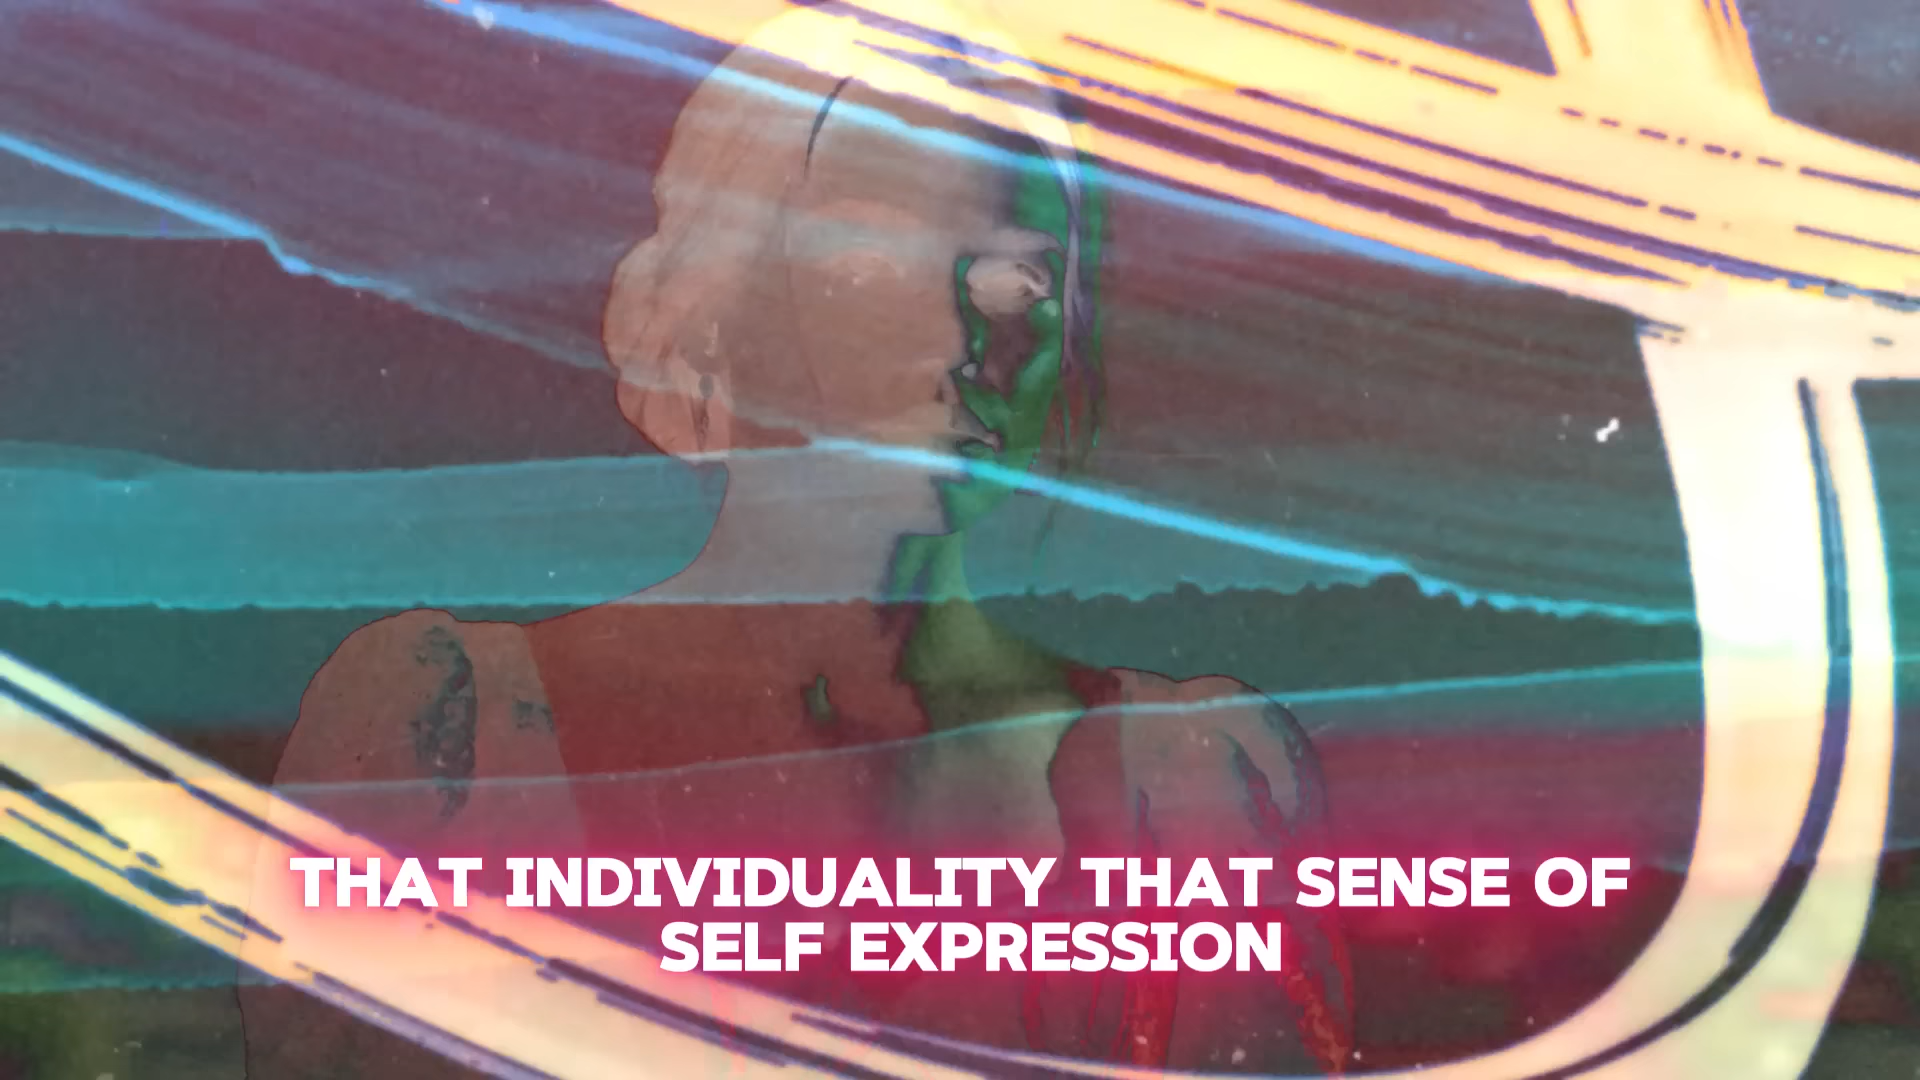 THAT INDIVIDUALITY THAT SENSE OF
SELF EXPRESSION